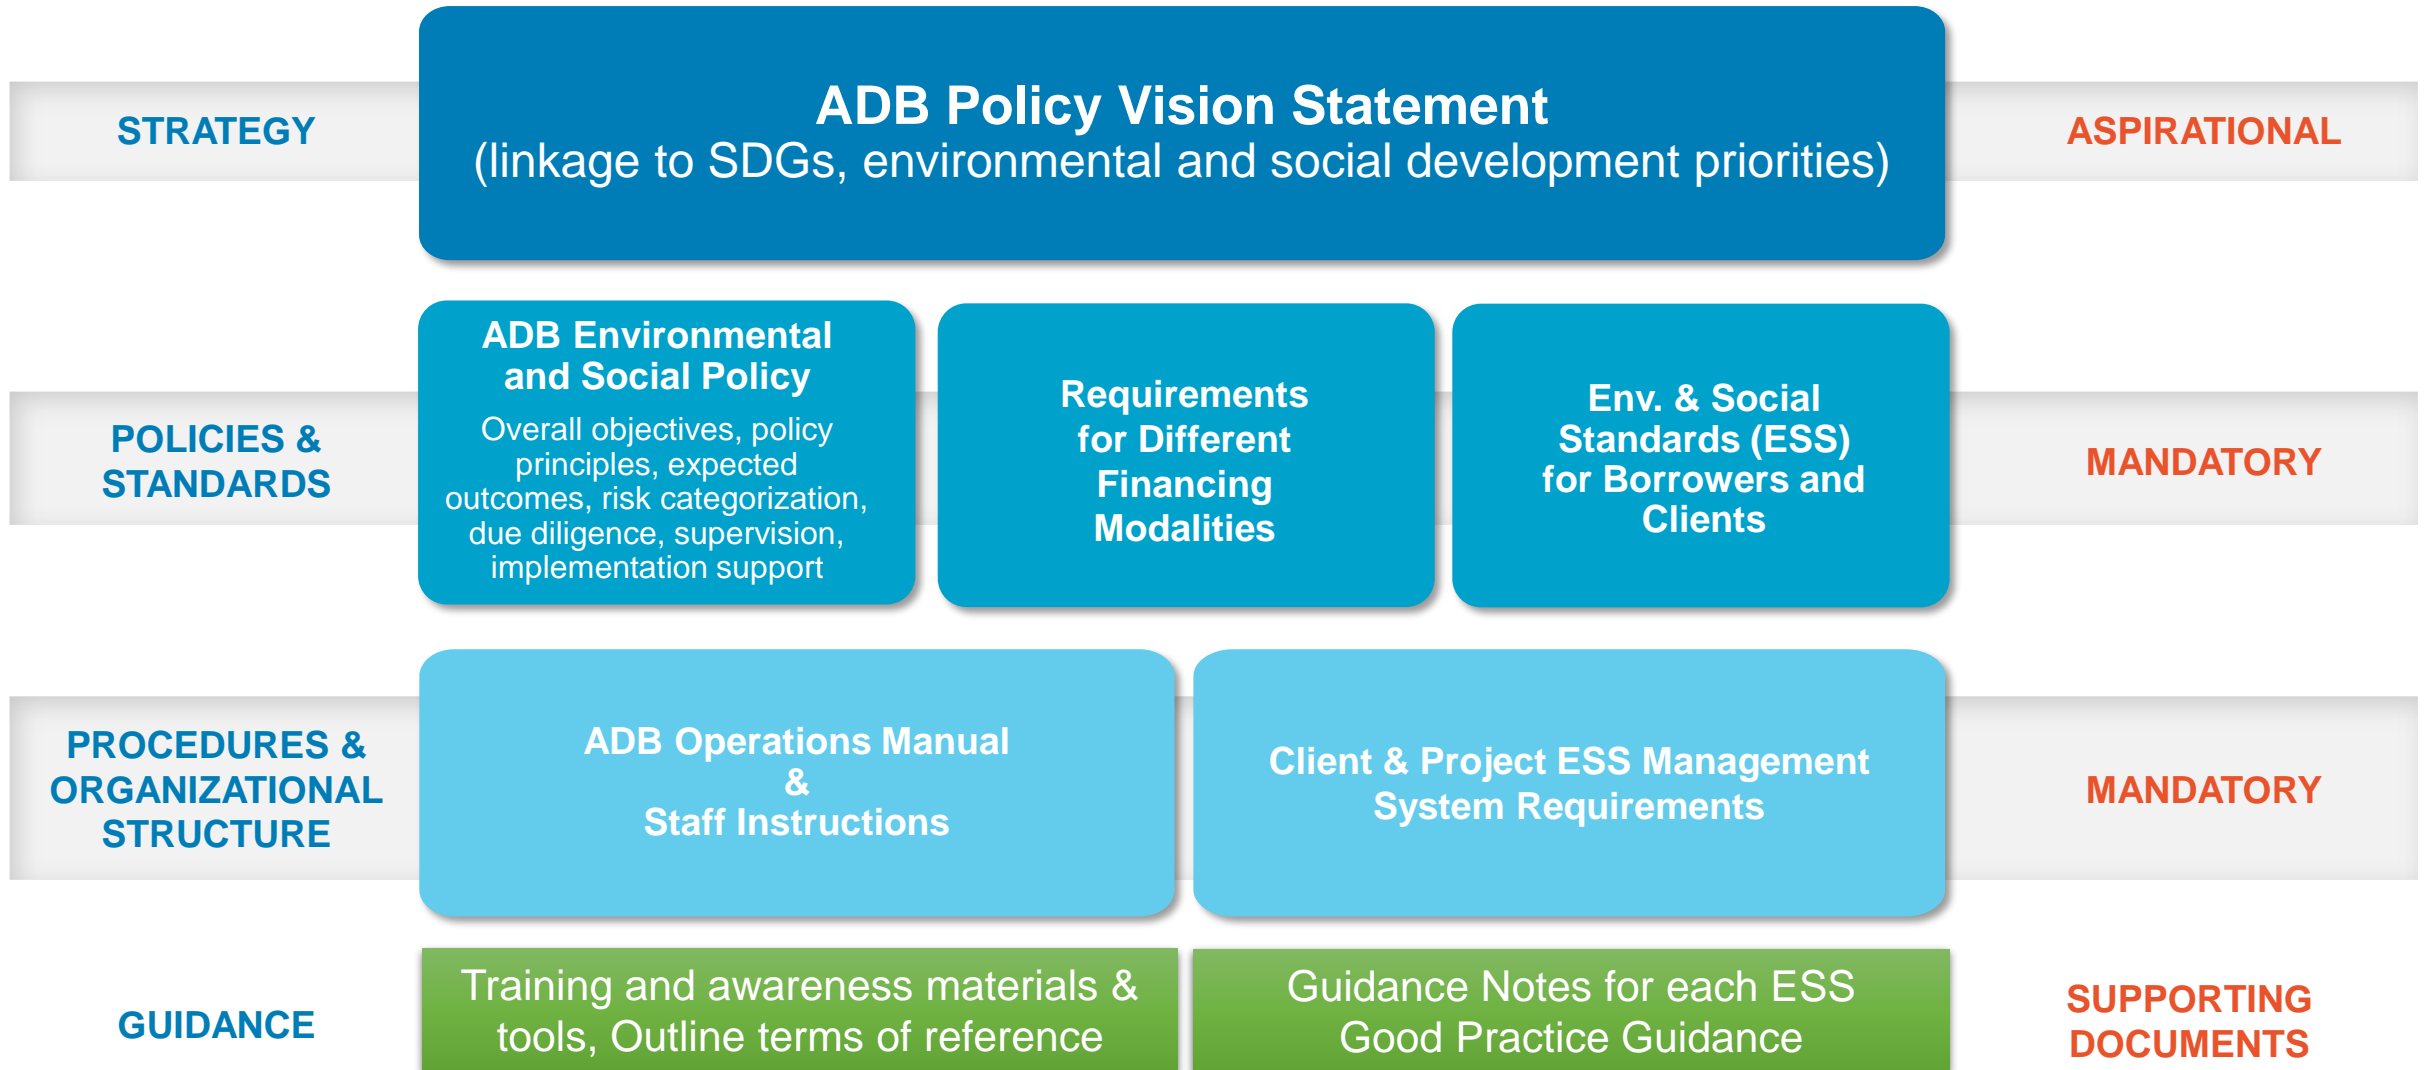 STRATEGY
ADB Policy Vision Statement
(linkage to SDGs, environmental and social development priorities)
ASPIRATIONAL
POLICIES &
STANDARDS
ADB Environmental
and Social Policy
Overall objectives, policy
principles, expected
outcomes, risk categorization,
due diligence, supervision,
implementation support
Requirements
for Different
Financing
Modalities
Env. & Social
Standards (ESS)
for Borrowers and
Clients
MANDATORY
PROCEDURES &
ORGANIZATIONAL
STRUCTURE
ADB Operations Manual
&
Staff Instructions
Client & Project ESS Management
System Requirements
MANDATORY
GUIDANCE
Training and awareness materials &
tools, Outline terms of reference
Guidance Notes for each ESS
Good Practice Guidance
SUPPORTING
DOCUMENTS